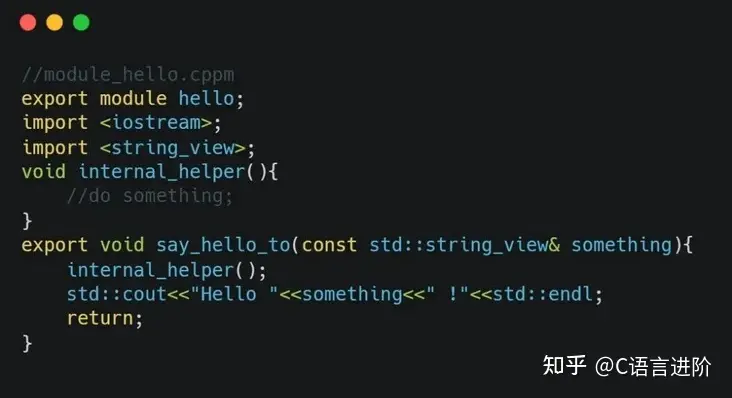 //module_hello.cppm
export module hello;
import <iostream>;
import <string_view>;
void internal_helper(){
    //do something;
}
export void say_hello_to(const std::string_view& something){
    internal_helper();
    std::cout<<"Hello "<<something<<" !"<<std::endl;
    return;
}
知乎 @C语言进阶